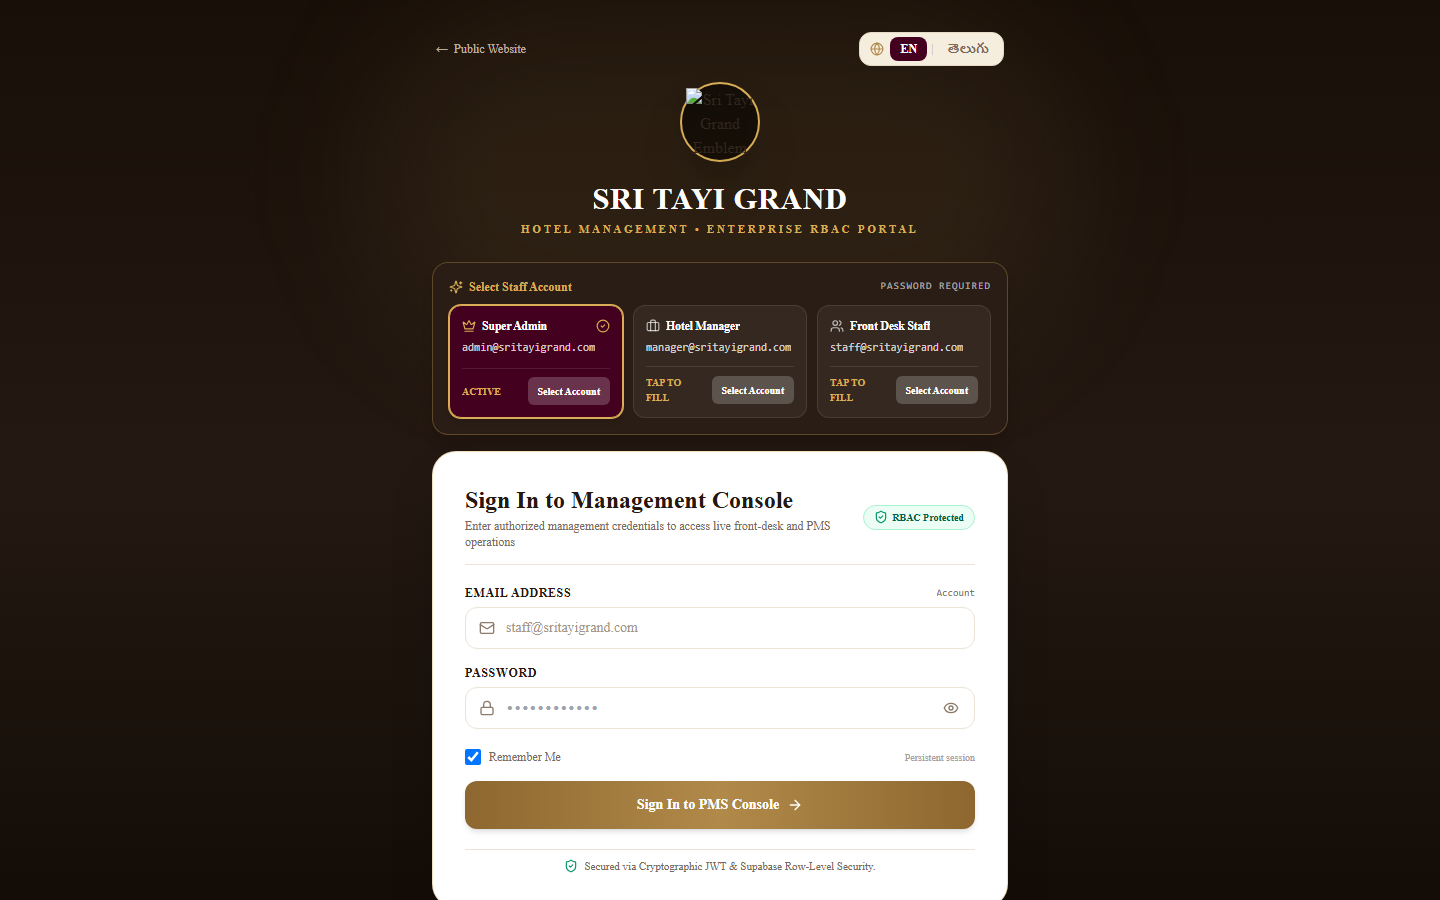 ← Public Website
EN
తెలుగు
Sri Tayi
Grand
Emblem
SRI TAYI GRAND
HOTEL MANAGEMENT • ENTERPRISE RBAC PORTAL
Select Staff Account
PASSWORD REQUIRED
Super Admin
admin@sritayigrand.com
ACTIVE
Select Account
Hotel Manager
manager@sritayigrand.com
TAP TO
FILL
Select Account
Front Desk Staff
staff@sritayigrand.com
TAP TO
FILL
Select Account
Sign In to Management Console
Enter authorized management credentials to access live front-desk and PMS
operations
RBAC Protected
EMAIL ADDRESS
Account
staff@sritayigrand.com
PASSWORD
••••••••••••
Remember Me
Persistent session
Sign In to PMS Console →
Secured via Cryptographic JWT & Supabase Row-Level Security.